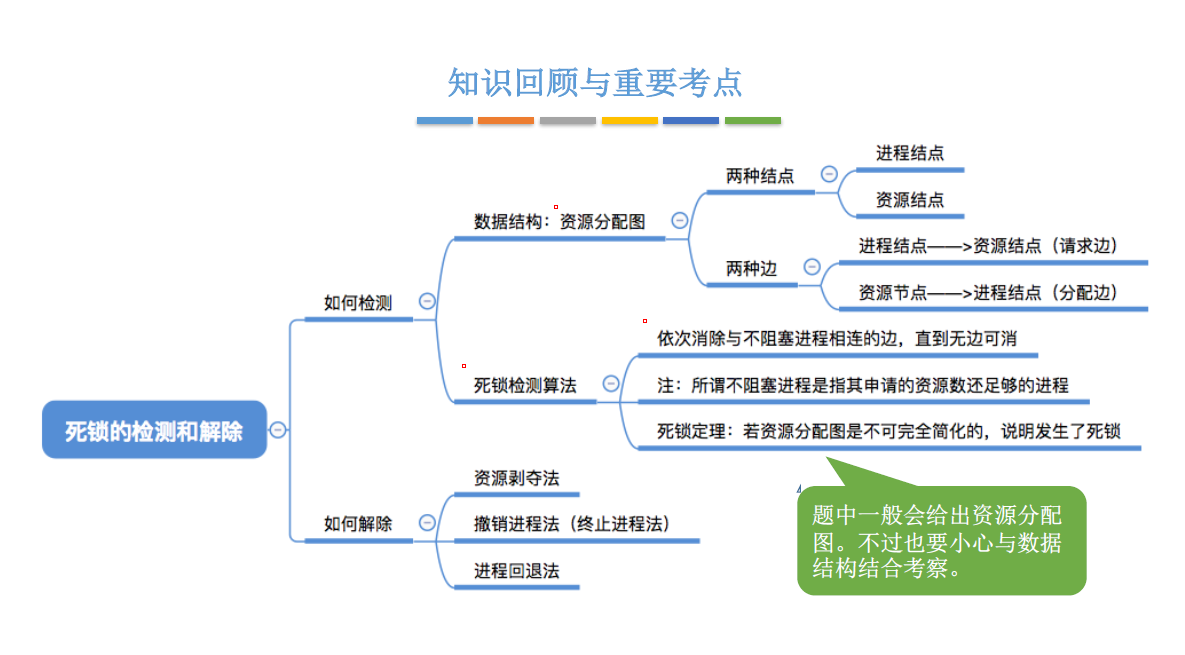 知识回顾与重要考点
死锁的检测和解除
如何检测
数据结构：资源分配图
两种结点
进程结点
资源结点
两种边
进程结点——>资源结点（请求边）
资源节点——>进程结点（分配边）
死锁检测算法
依次消除与不阻塞进程相连的边，直到无边可消
注：所谓不阻塞进程是指其申请的资源数还足够的进程
死锁定理：若资源分配图是不可完全简化的，说明发生了死锁
题中一般会给出资源分配
图。不过也要小心与数据
结构结合考察。
如何解除
资源剥夺法
撤销进程法（终止进程法）
进程回退法